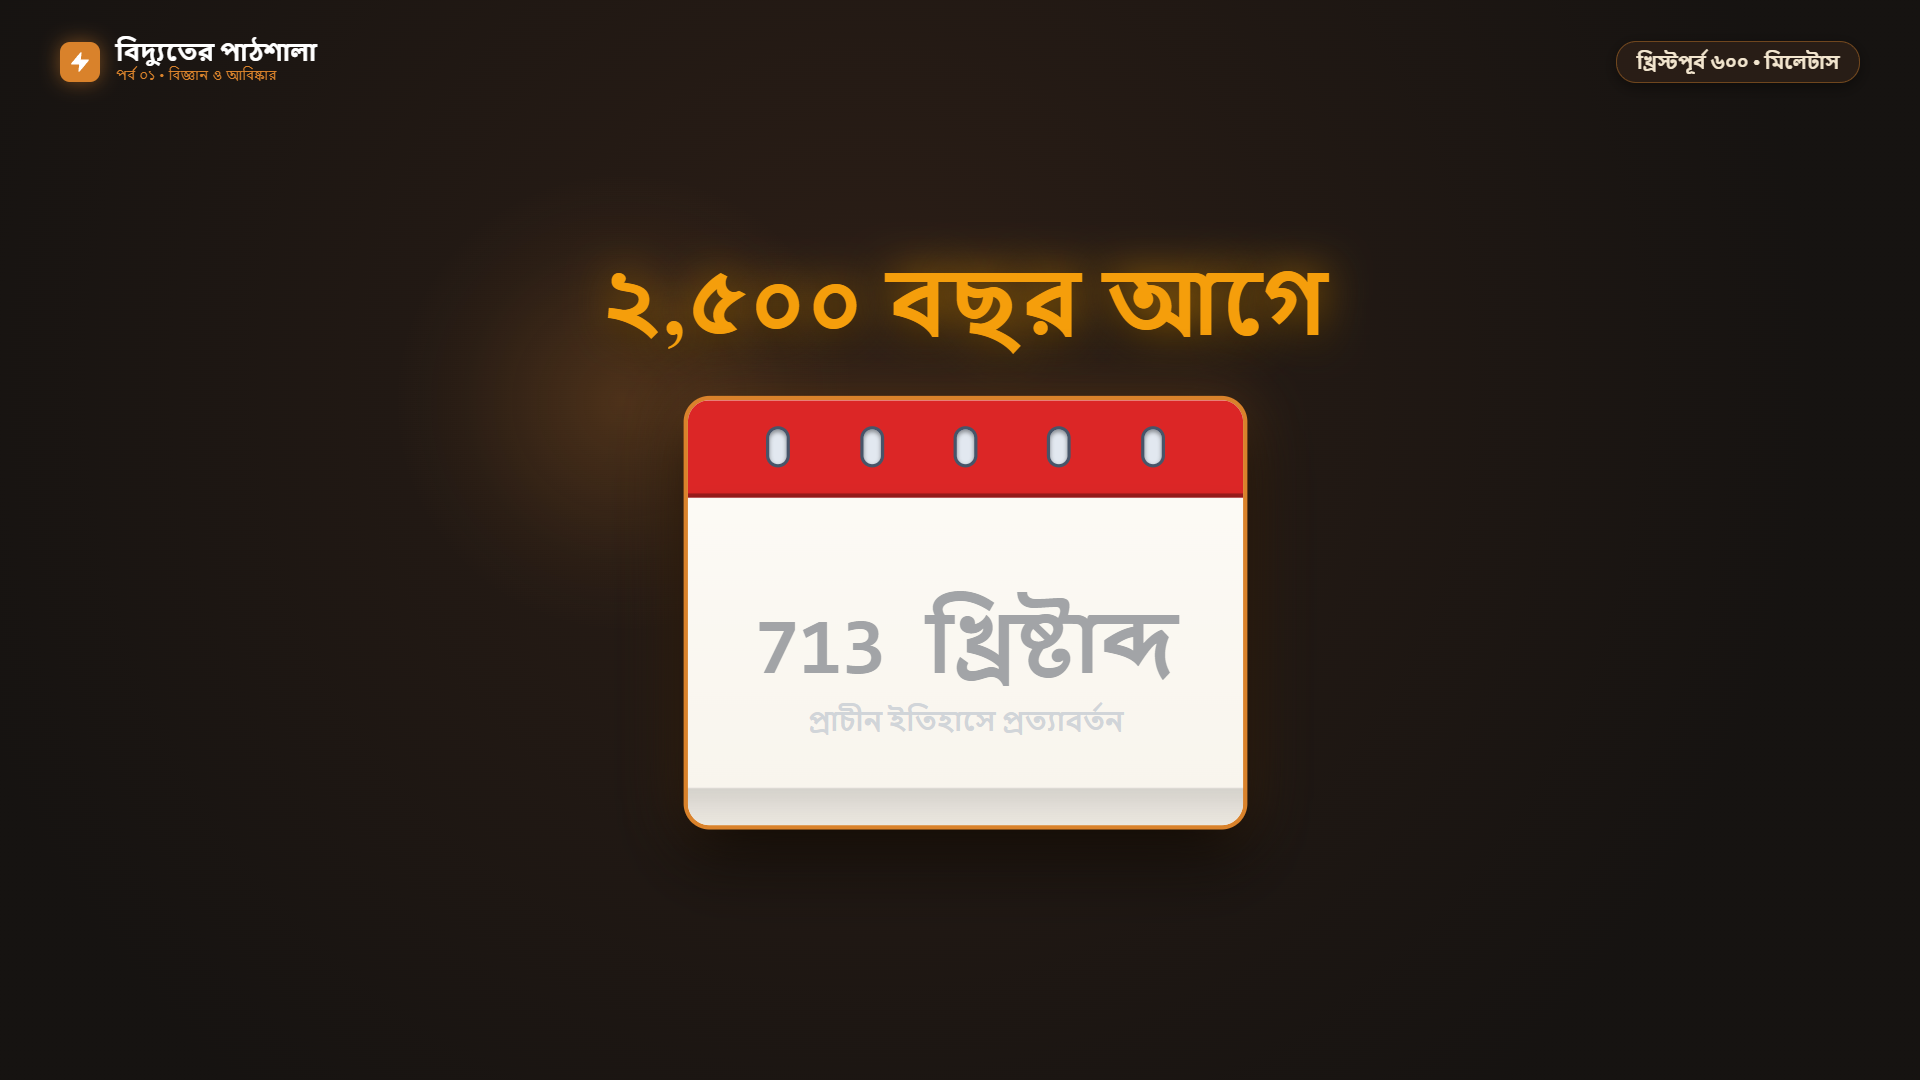 বিদ্যুতের পাঠশালা
পর্ব ০১ • বিজ্ঞান ও আবিষ্কার
খ্রিস্টপূর্ব ৬০০ • মিলেটাস
২,৫০০ বছর আগে
713 খ্রিষ্টাব্দ
প্রাচীন ইতিহাসে প্রত্যাবর্তন